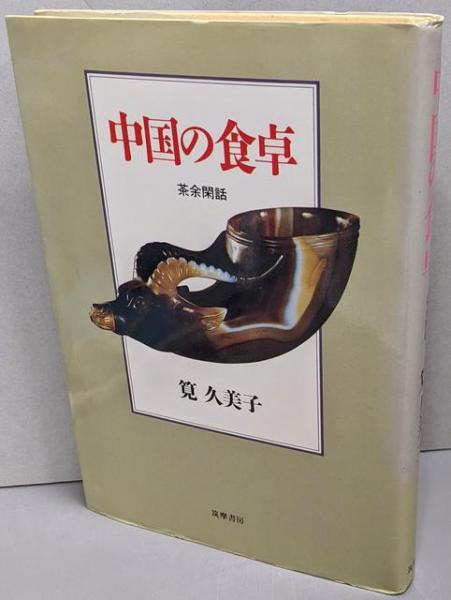 中国の食卓
茶余閑話
筧 久美子
筑摩書房